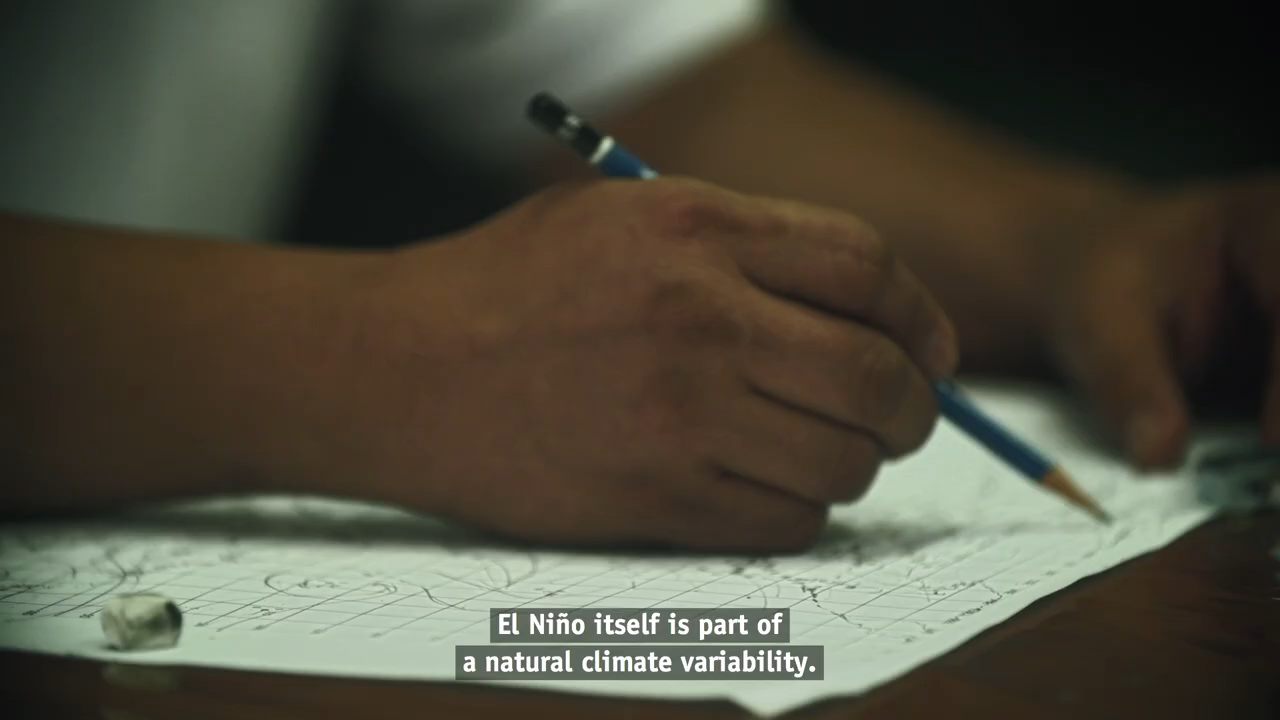 El Niño itself is part of
a natural climate variability.